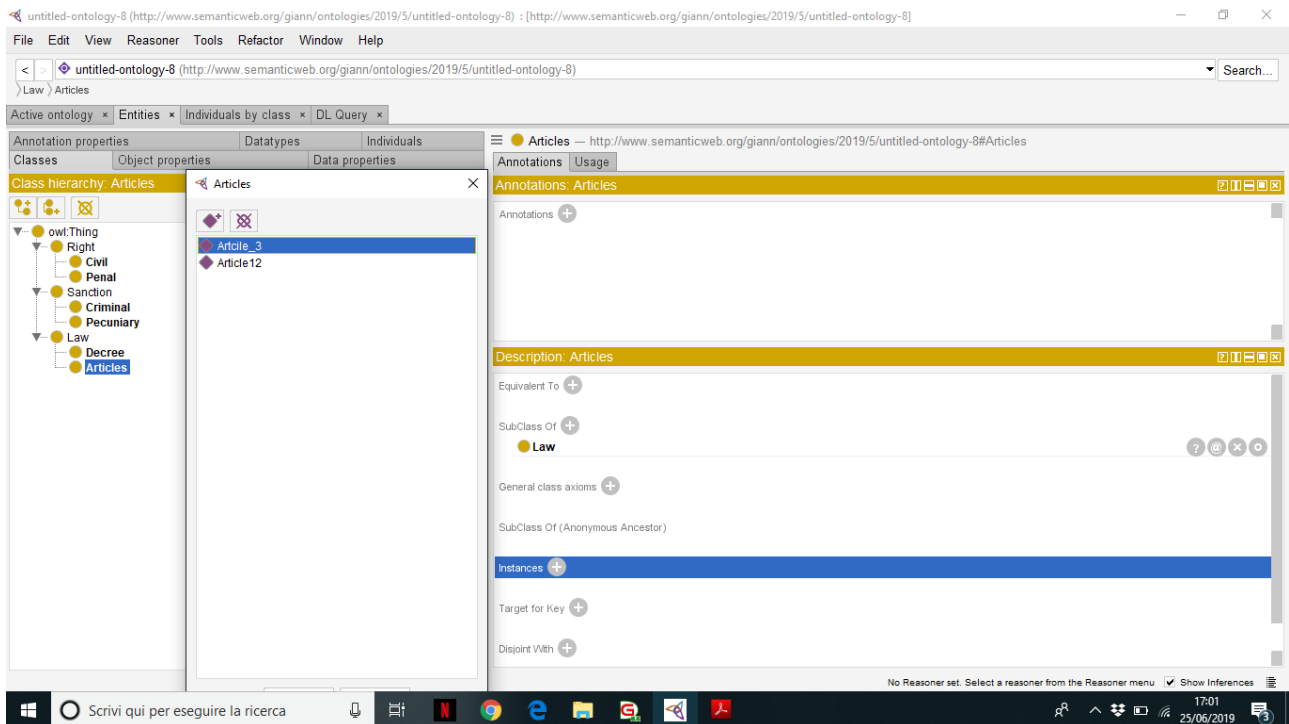 untitled-ontology-8 (http://www.semanticweb.org/giann/ontologies/2019/5/untitled-ontology-8) : [http://www.semanticweb.org/giann/ontologies/2019/5/untitled-ontology-8]
File Edit View Reasoner Tools Refactor Window Help
< > untitled-ontology-8 (http://www.semanticweb.org/giann/ontologies/2019/5/untitled-ontology-8) Search...
Law Articles
Active ontology × Entities × Individuals by class × DL Query ×
Annotation properties Datatypes Individuals
Classes Object properties Data properties
Class hierarchy: Articles
owl:Thing
Right
Civil
Penal
Sanction
Criminal
Pecuniary
Law
Decree
Articles
Articles
Artcile_3
Article12
Articles — http://www.semanticweb.org/giann/ontologies/2019/5/untitled-ontology-8#Articles
Annotations Usage
Annotations: Articles
Annotations
Description: Articles
Equivalent To
SubClass Of
Law
General class axioms
SubClass Of (Anonymous Ancestor)
Instances
Target for Key
Disjoint With
No Reasoner set. Select a reasoner from the Reasoner menu Show Inferences
Scrivi qui per eseguire la ricerca
17:01
25/06/2019
3